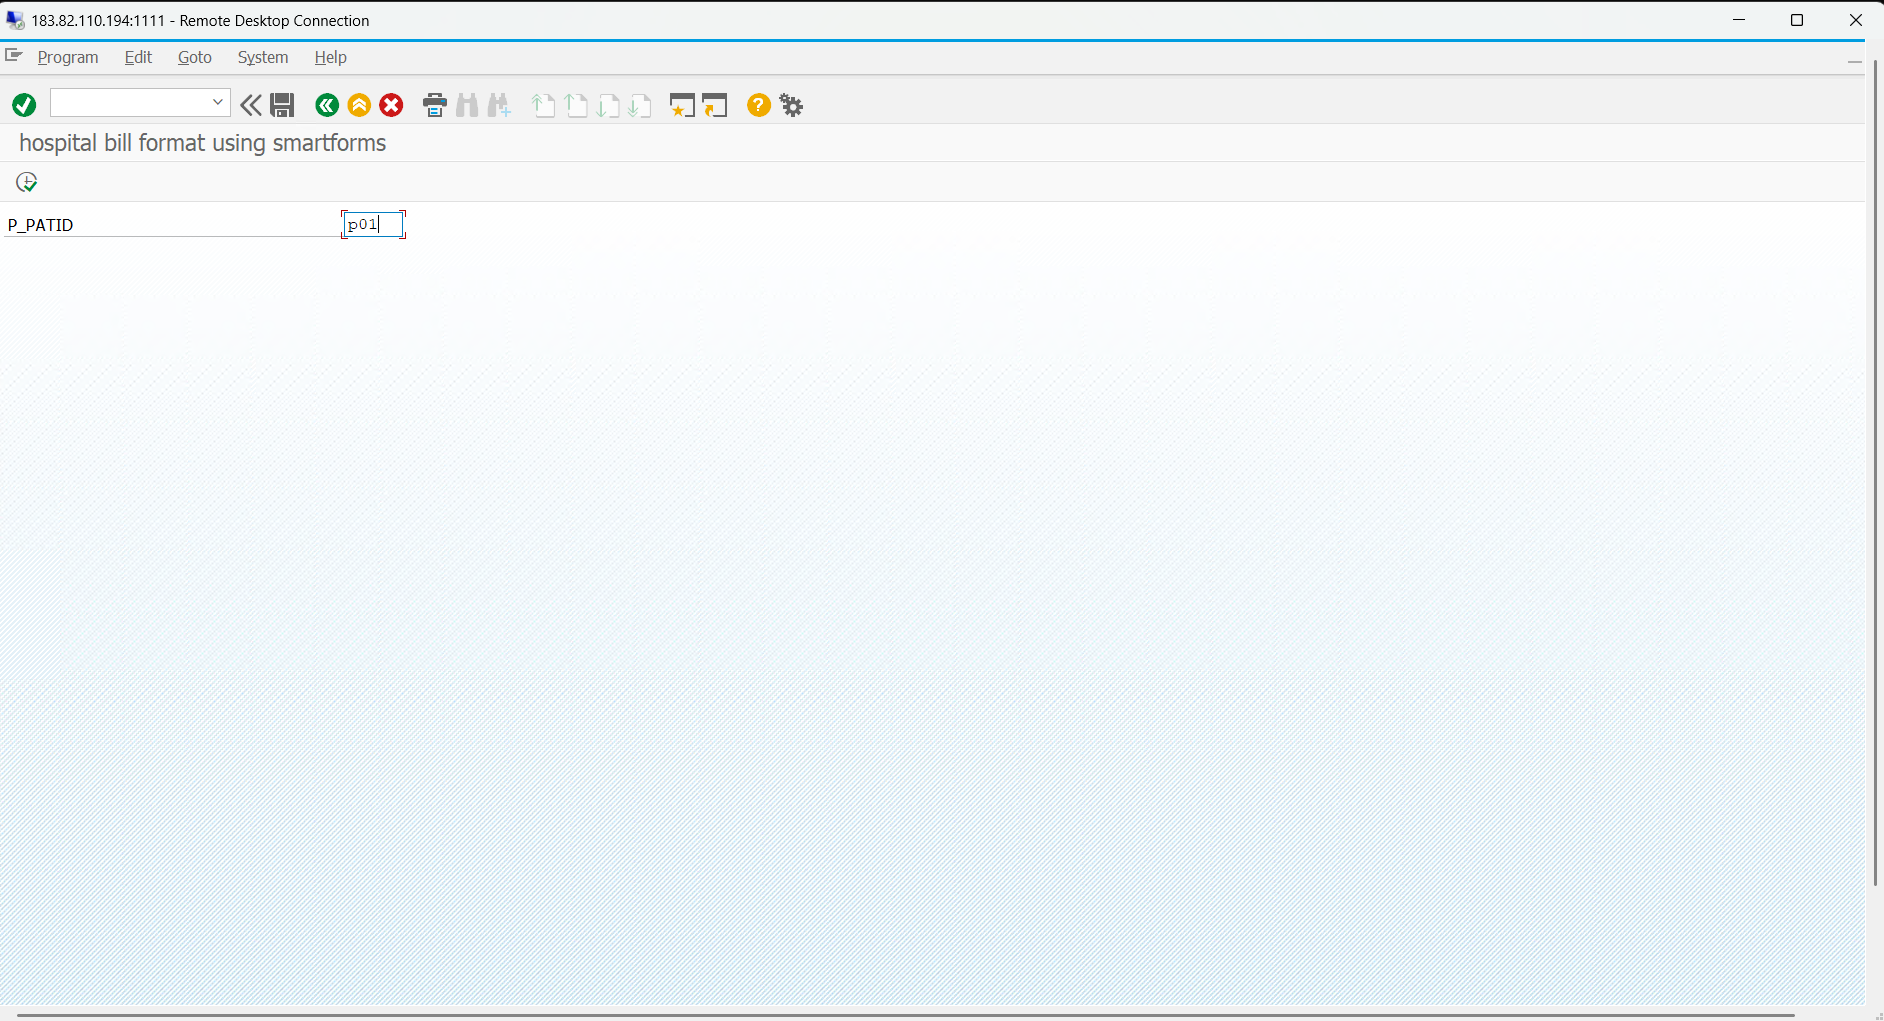 183.82.110.194:1111 - Remote Desktop Connection
Program Edit Goto System Help
hospital bill format using smartforms
P_PATID p01